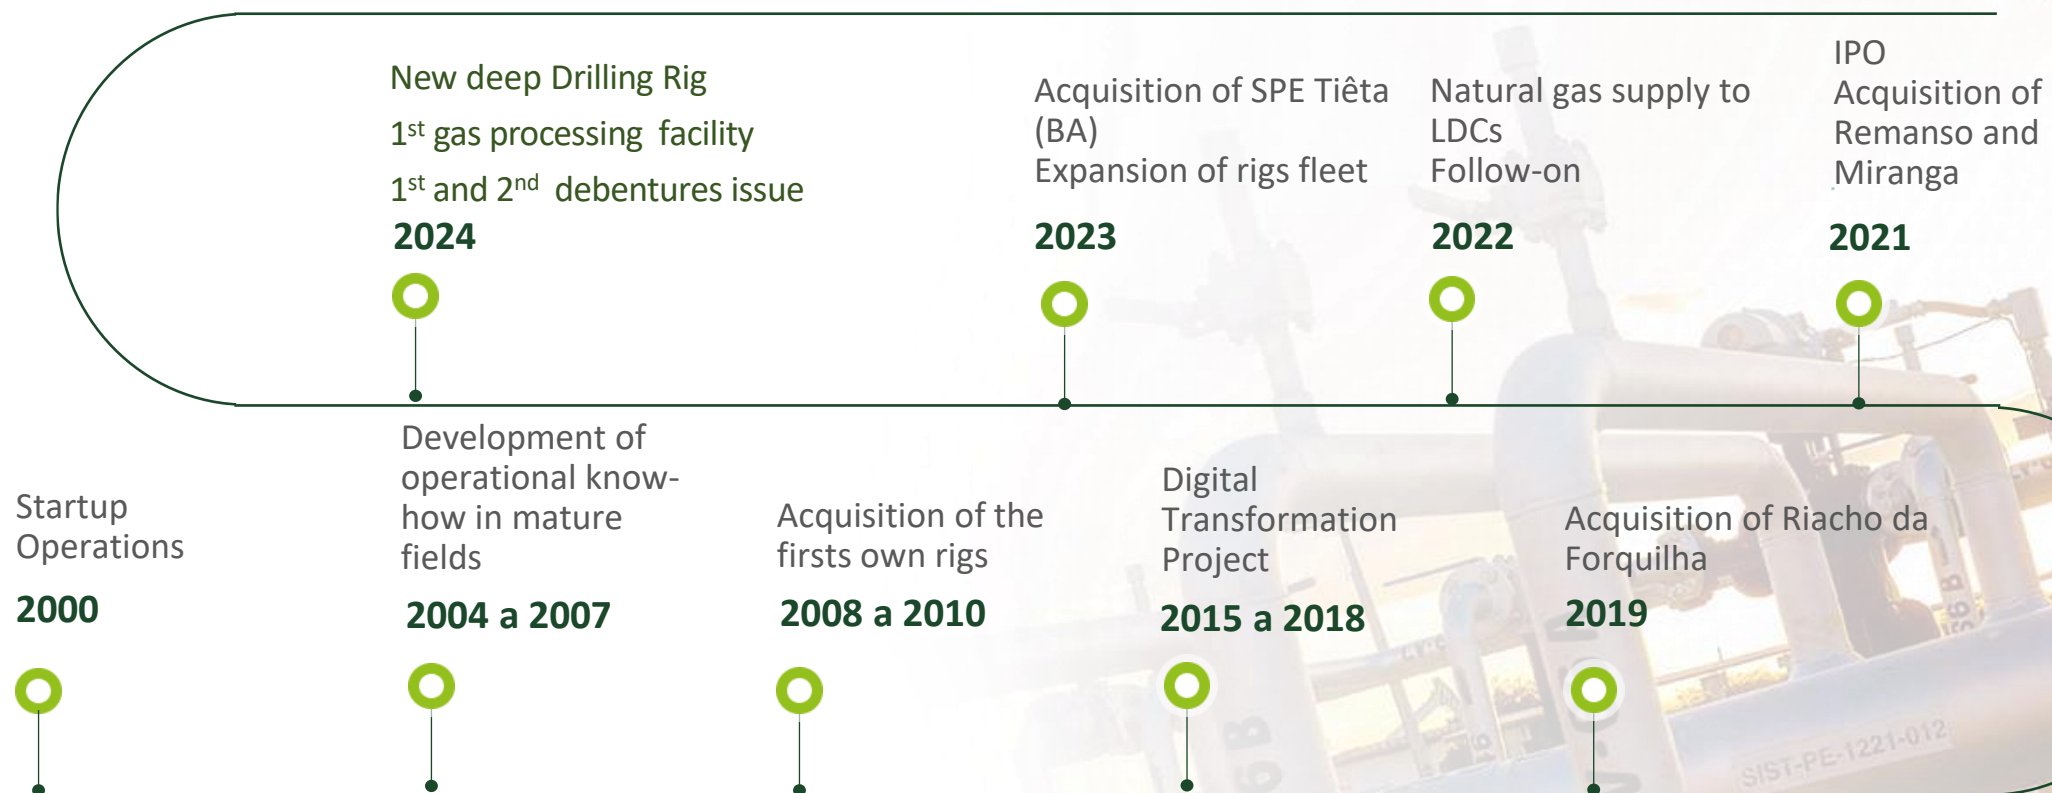 New deep Drilling Rig
1st gas processing facility
1st and 2nd debentures issue
2024
Acquisition of SPE Tiêta
(BA)
Expansion of rigs fleet
2023
Natural gas supply to
LDCs
Follow-on
2022
IPO
Acquisition of
Remanso and
Miranga
2021
Startup
Operations
2000
Development of
operational know-
how in mature
fields
2004 a 2007
Acquisition of the
firsts own rigs
2008 a 2010
Digital
Transformation
Project
2015 a 2018
Acquisition of Riacho da
Forquilha
2019
SIST-PE-1221-012